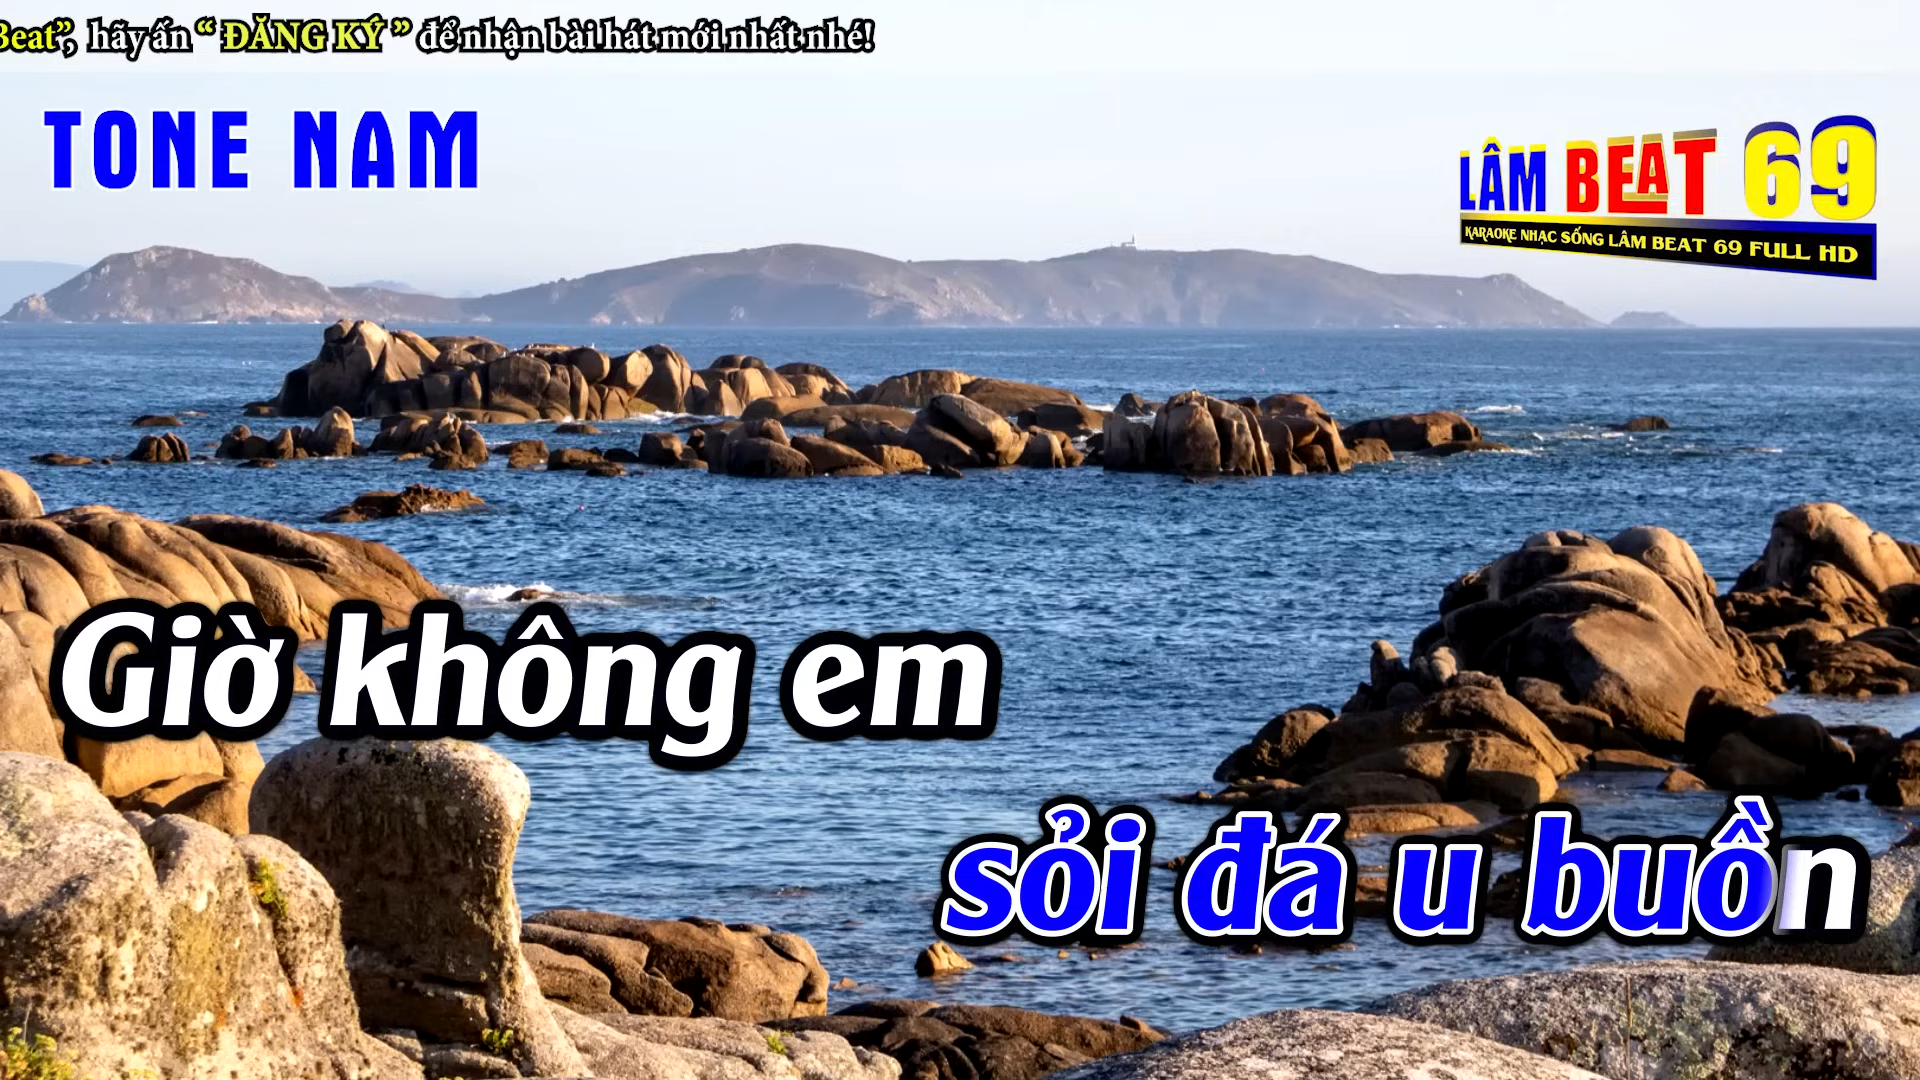 Beat”, hãy ấn “ ĐĂNG KÝ ” để nhận bài hát mới nhất nhé!
TONE NAM
LÂM BEAT 69
KARAOKE NHẠC SỐNG LÂM BEAT 69 FULL HD
Giờ không em
sỏi đá u buồn